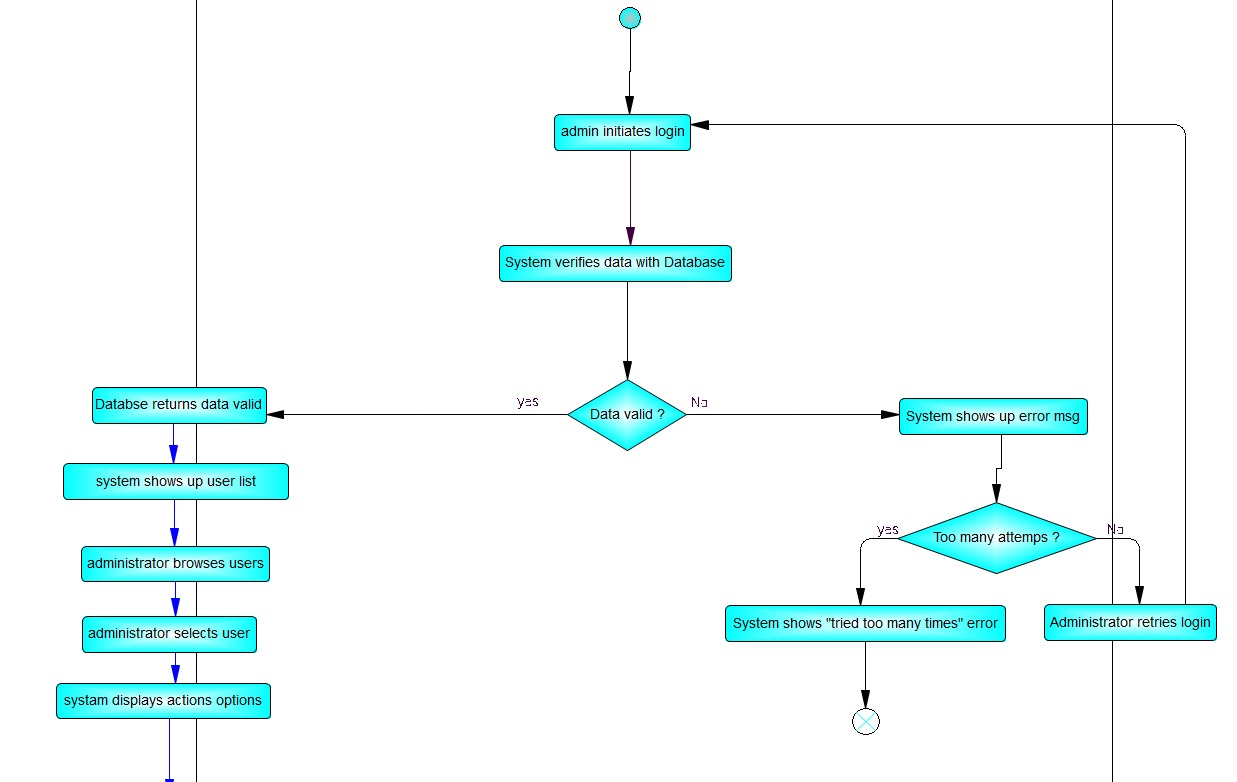 admin initiates login
System verifies data with Database
Data valid ?
yes
No
Databse returns data valid
System shows up error msg
system shows up user list
Too many attemps ?
yes
No
administrator browses users
System shows "tried too many times" error
Administrator retries login
administrator selects user
systam displays actions options